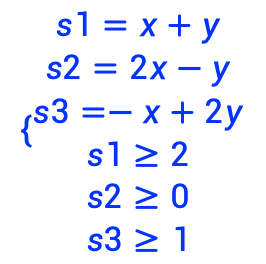 s1 = x + y
s2 = 2x − y
{s3 =− x + 2y
s1 ≥ 2
s2 ≥ 0
s3 ≥ 1